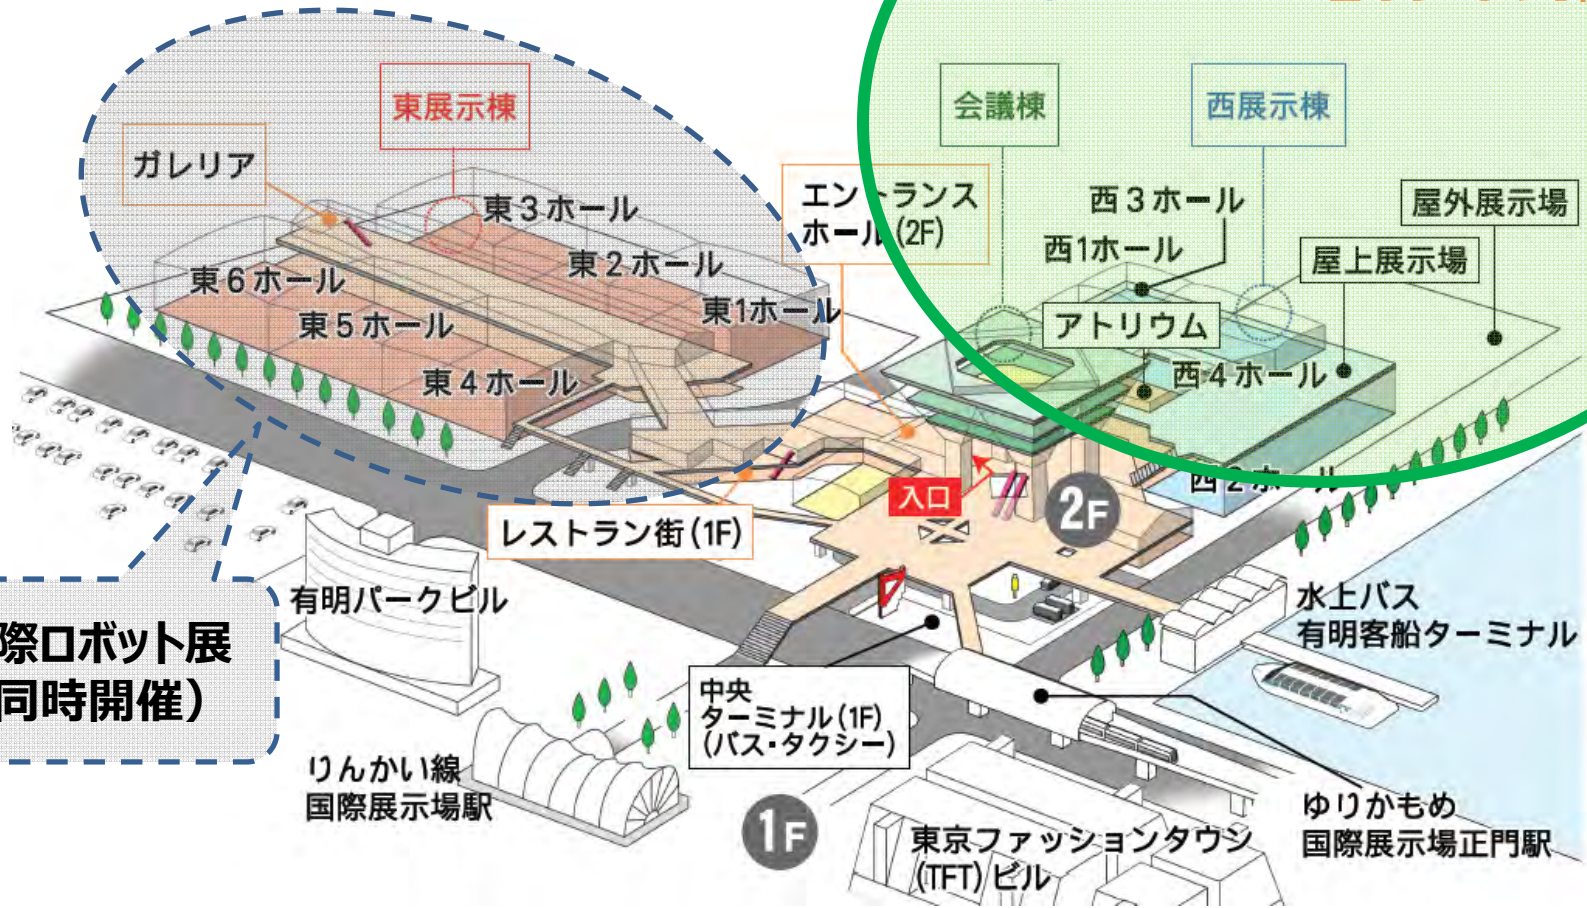 東展示棟
会議棟
西展示棟
ガレリア
エントランス
ホール(2F)
東3ホール
東2ホール
東1ホール
東6ホール
東5ホール
東4ホール
西3ホール
西1ホール
屋外展示場
屋上展示場
アトリウム
西4ホール
西2ホール
入口
2F
レストラン街(1F)
有明パークビル
際ロボット展
同時開催)
水上バス
有明客船ターミナル
中央
ターミナル(1F)
(バス・タクシー)
りんかい線
国際展示場駅
1F
東京ファッションタウン
(TFT)ビル
ゆりかもめ
国際展示場正門駅